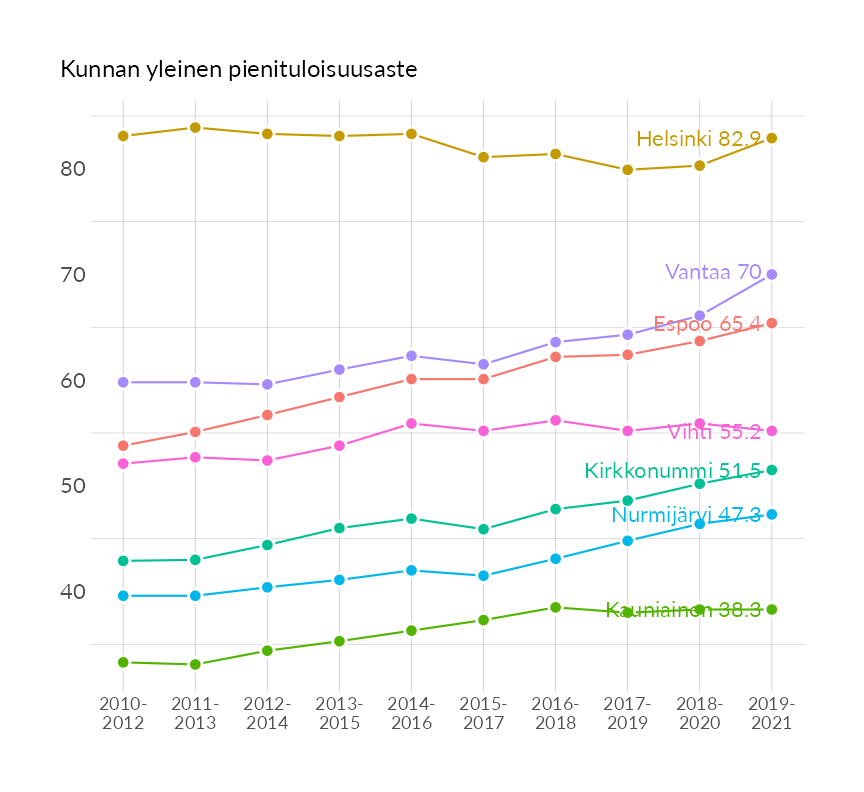 Kunnan yleinen pienituloisuusaste
Helsinki 82.9
80
Vantaa 70
70
Espoo 65.4
60
Vihti 55.2
Kirkkonummi 51.5
50
Nurmijärvi 47.3
40
Kauniainen 38.3
2010- 2011- 2012- 2013- 2014- 2015- 2016- 2017- 2018- 2019-
2012 2013 2014 2015 2016 2017 2018 2019 2020 2021